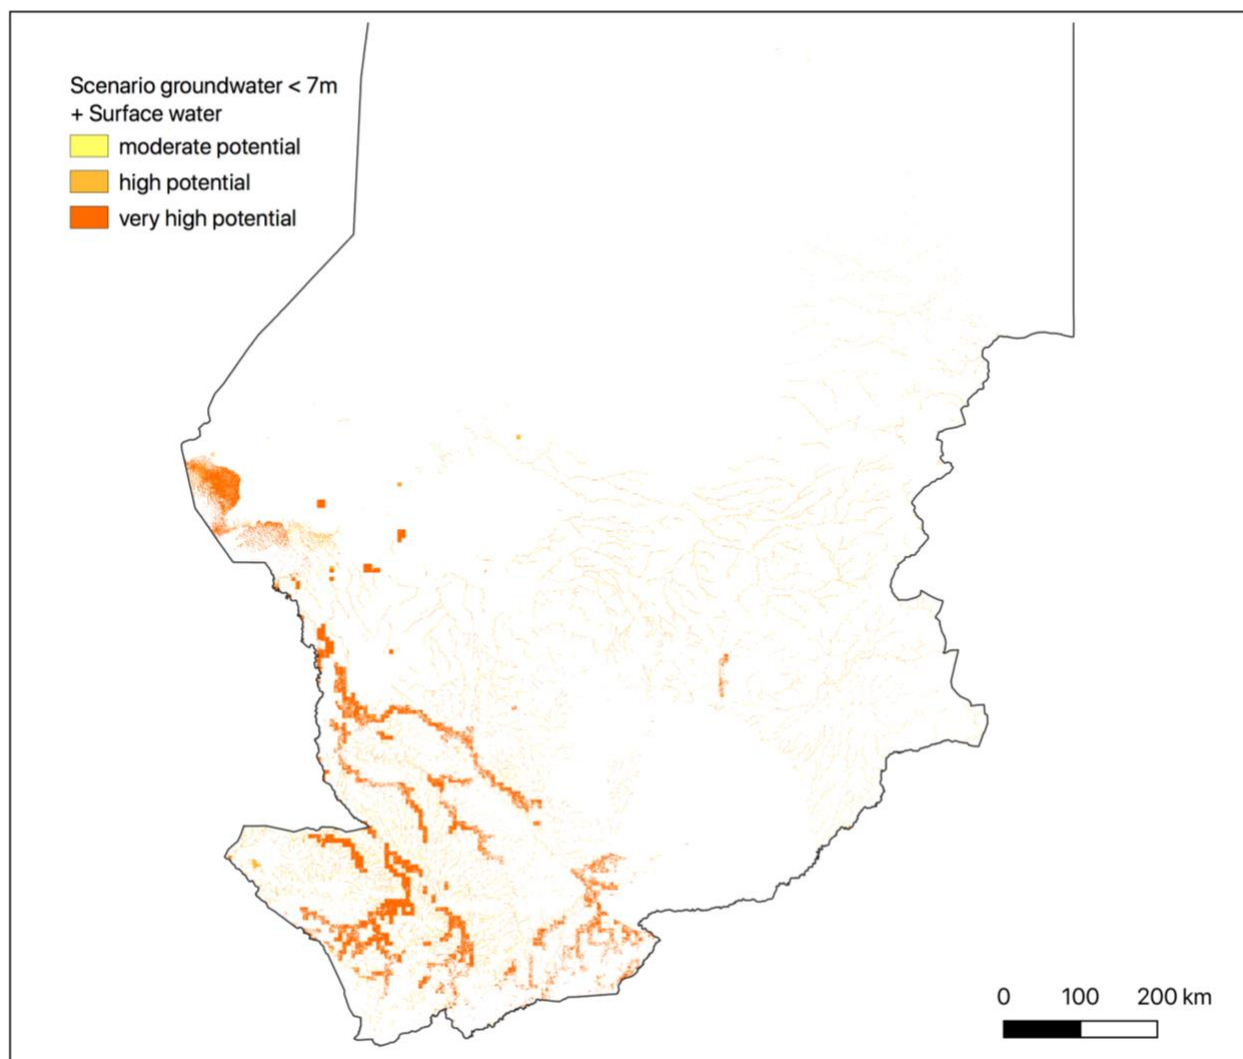 Scenario groundwater < 7m
+ Surface water
moderate potential
high potential
very high potential
0 100 200 km